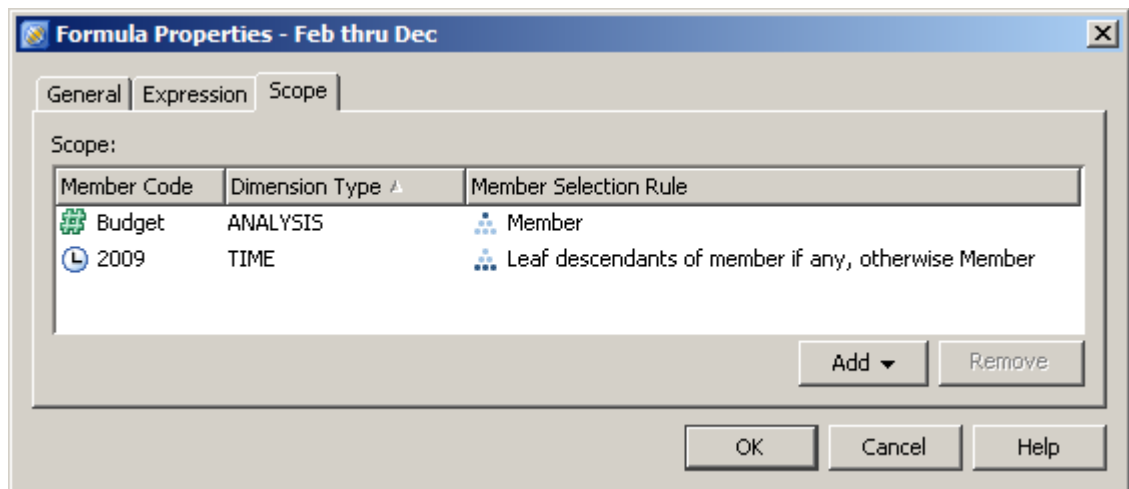 Formula Properties - Feb thru Dec
General Expression Scope
Scope:
Member Code Dimension Type Member Selection Rule
Budget ANALYSIS Member
2009 TIME Leaf descendants of member if any, otherwise Member
Add Remove
OK Cancel Help